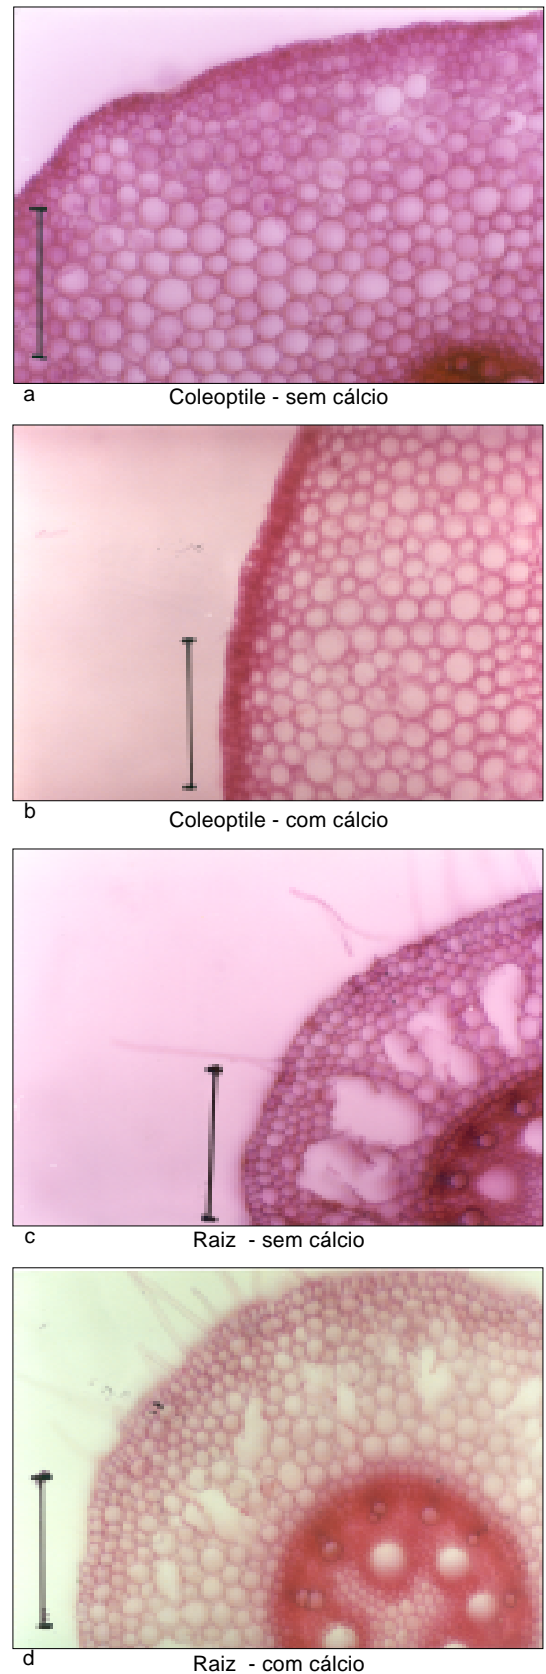 a
Coleoptile - sem cálcio
b
Coleoptile - com cálcio
c
Raiz - sem cálcio
d
Raiz - com cálcio